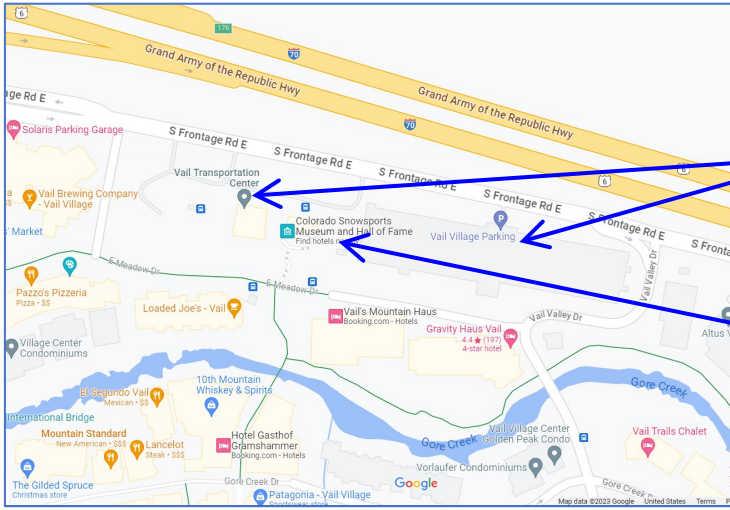 6
176
70
Grand Army of the Republic Hwy
Grand Army of the Republic Hwy
70
age Rd E
Solaris Parking Garage
S Frontage Rd E
S Frontage Rd E
S Frontage Rd E
S Frontage Rd E
S Fronta
6
6
Vail Transportation
Center
Vail Brewing Company
- Vail Village
a
$$
s' Market
Colorado Snowsports
Museum and Hall of Fame
Find hotels
P
Vail Village Parking
E Meadow Dr
E Meadow Dr
Pazzo's Pizzeria
Pizza • $$
Loaded Joe's - Vail
Vail's Mountain Haus
Booking.com - Hotels
Vail Valley Dr
Vail Valley Dr
Gravity Haus Vail
4.4★ (197)
4-star hotel
Altus V
Village Center
Condominiums
El Segundo Vail
Mexican • $$
10th Mountain
Whiskey & Spirits
Gore Creek
International Bridge
Mountain Standard
New American • $$$
Lancelot
Steak • $$$
Hotel Gasthof
Gramshammer
Booking.com - Hotels
Gore Creek
Vail Village Center
Golden Peak Condo
Vail Trails Chalet
Vorlaufer Condominiums
The Gilded Spruce
Christmas store
Gore Creek Dr
Patagonia - Vail Village
Sportswear store
Google
Gore Creek Dr
Map data ©2023 Google United States Terms P